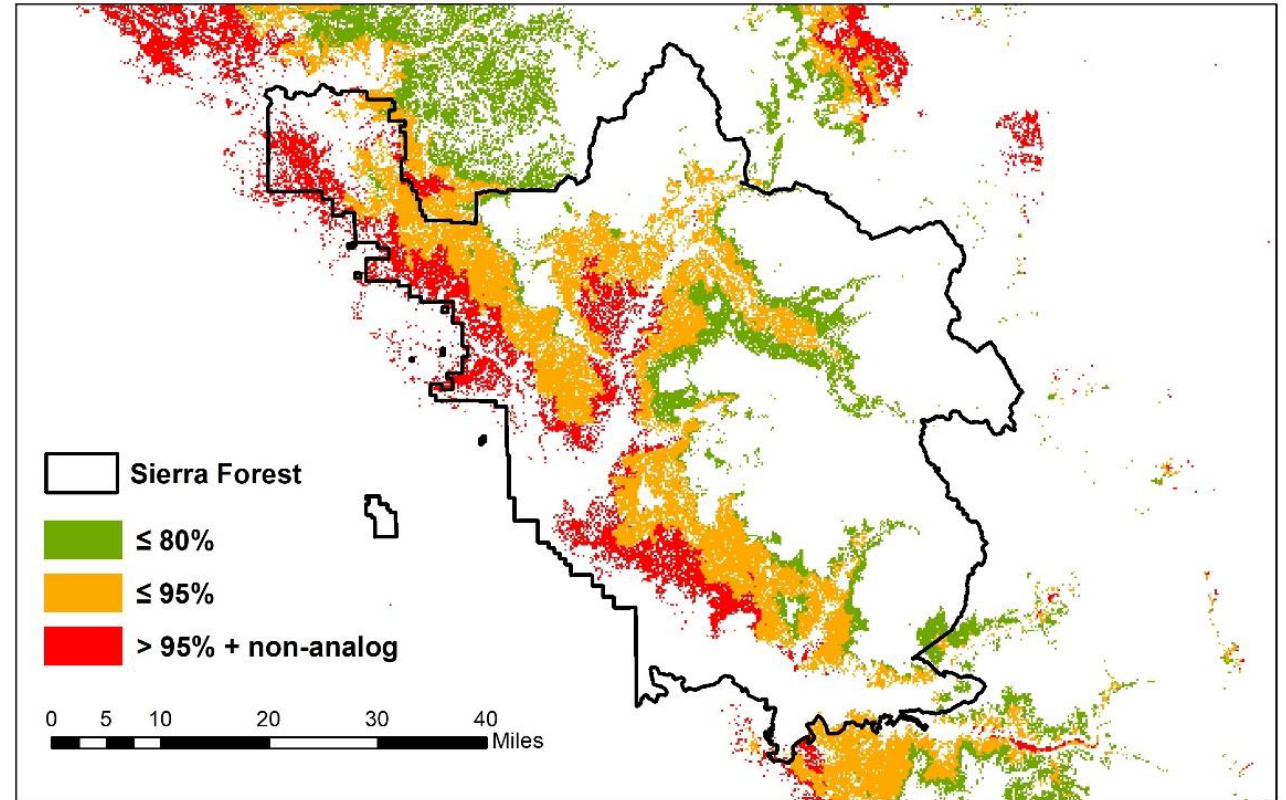 Sierra Forest
≤ 80%
≤ 95%
> 95% + non-analog
0 5 10 20 30 40
Miles